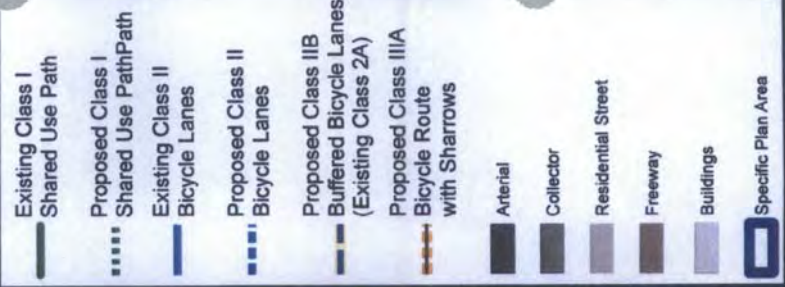 Existing Class I
Shared Use Path
Proposed Class I
Shared Use PathPath
Existing Class II
Bicycle Lanes
Proposed Class II
Bicycle Lanes
Proposed Class IIB
Buffered Bicycle Lanes
(Existing Class 2A)
Proposed Class IIIA
Bicycle Route
with Sharrows
Arterial
Collector
Residential Street
Freeway
Buildings
Specific Plan Area